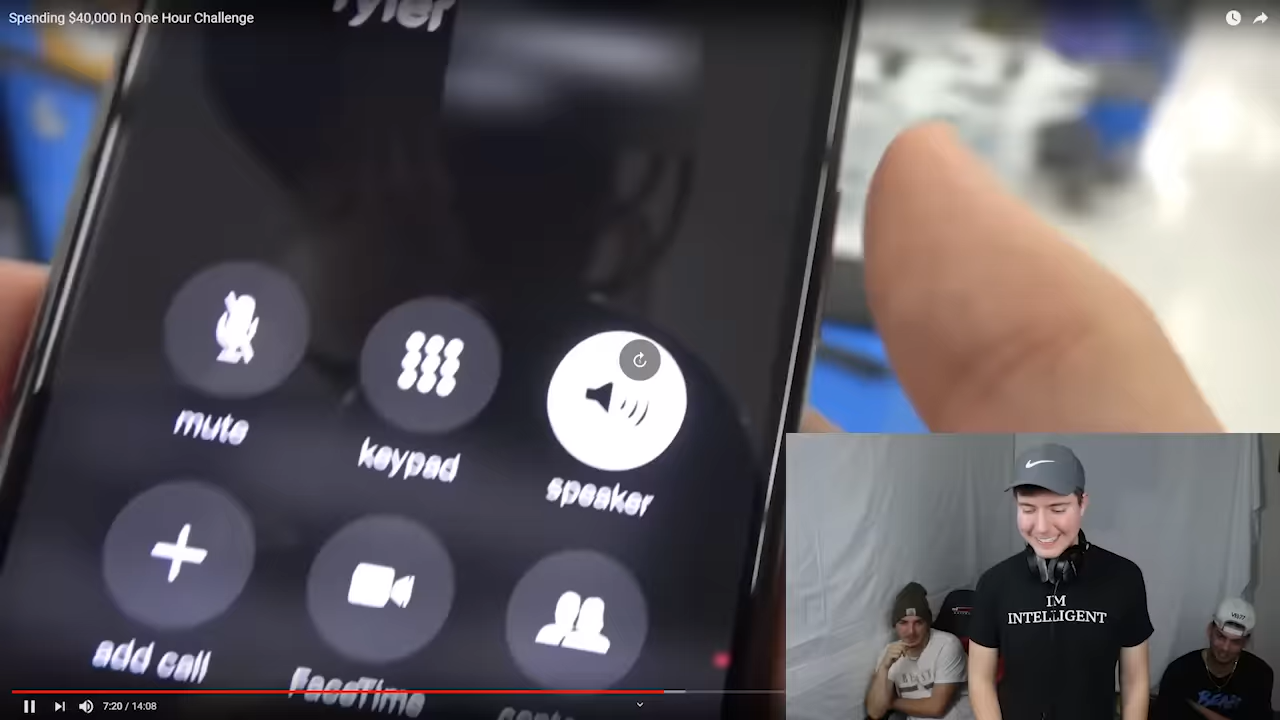 Spending $40,000 In One Hour Challenge
Tyler
mute
keypad
speaker
add call
FaceTime
IM
INTELLIGENT
7:20 / 14:08